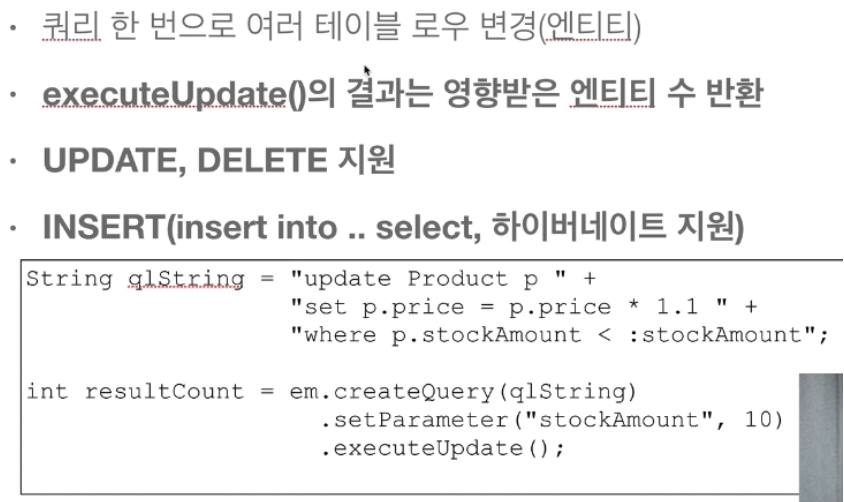 · 쿼리 한 번으로 여러 테이블 로우 변경(엔티티)
· executeUpdate()의 결과는 영향받은 엔티티 수 반환
· UPDATE, DELETE 지원
· INSERT(insert into .. select, 하이버네이트 지원)
String qlString = "update Product p " +
"set p.price = p.price * 1.1 " +
"where p.stockAmount < :stockAmount";
int resultCount = em.createQuery(qlString)
.setParameter("stockAmount", 10)
.executeUpdate();